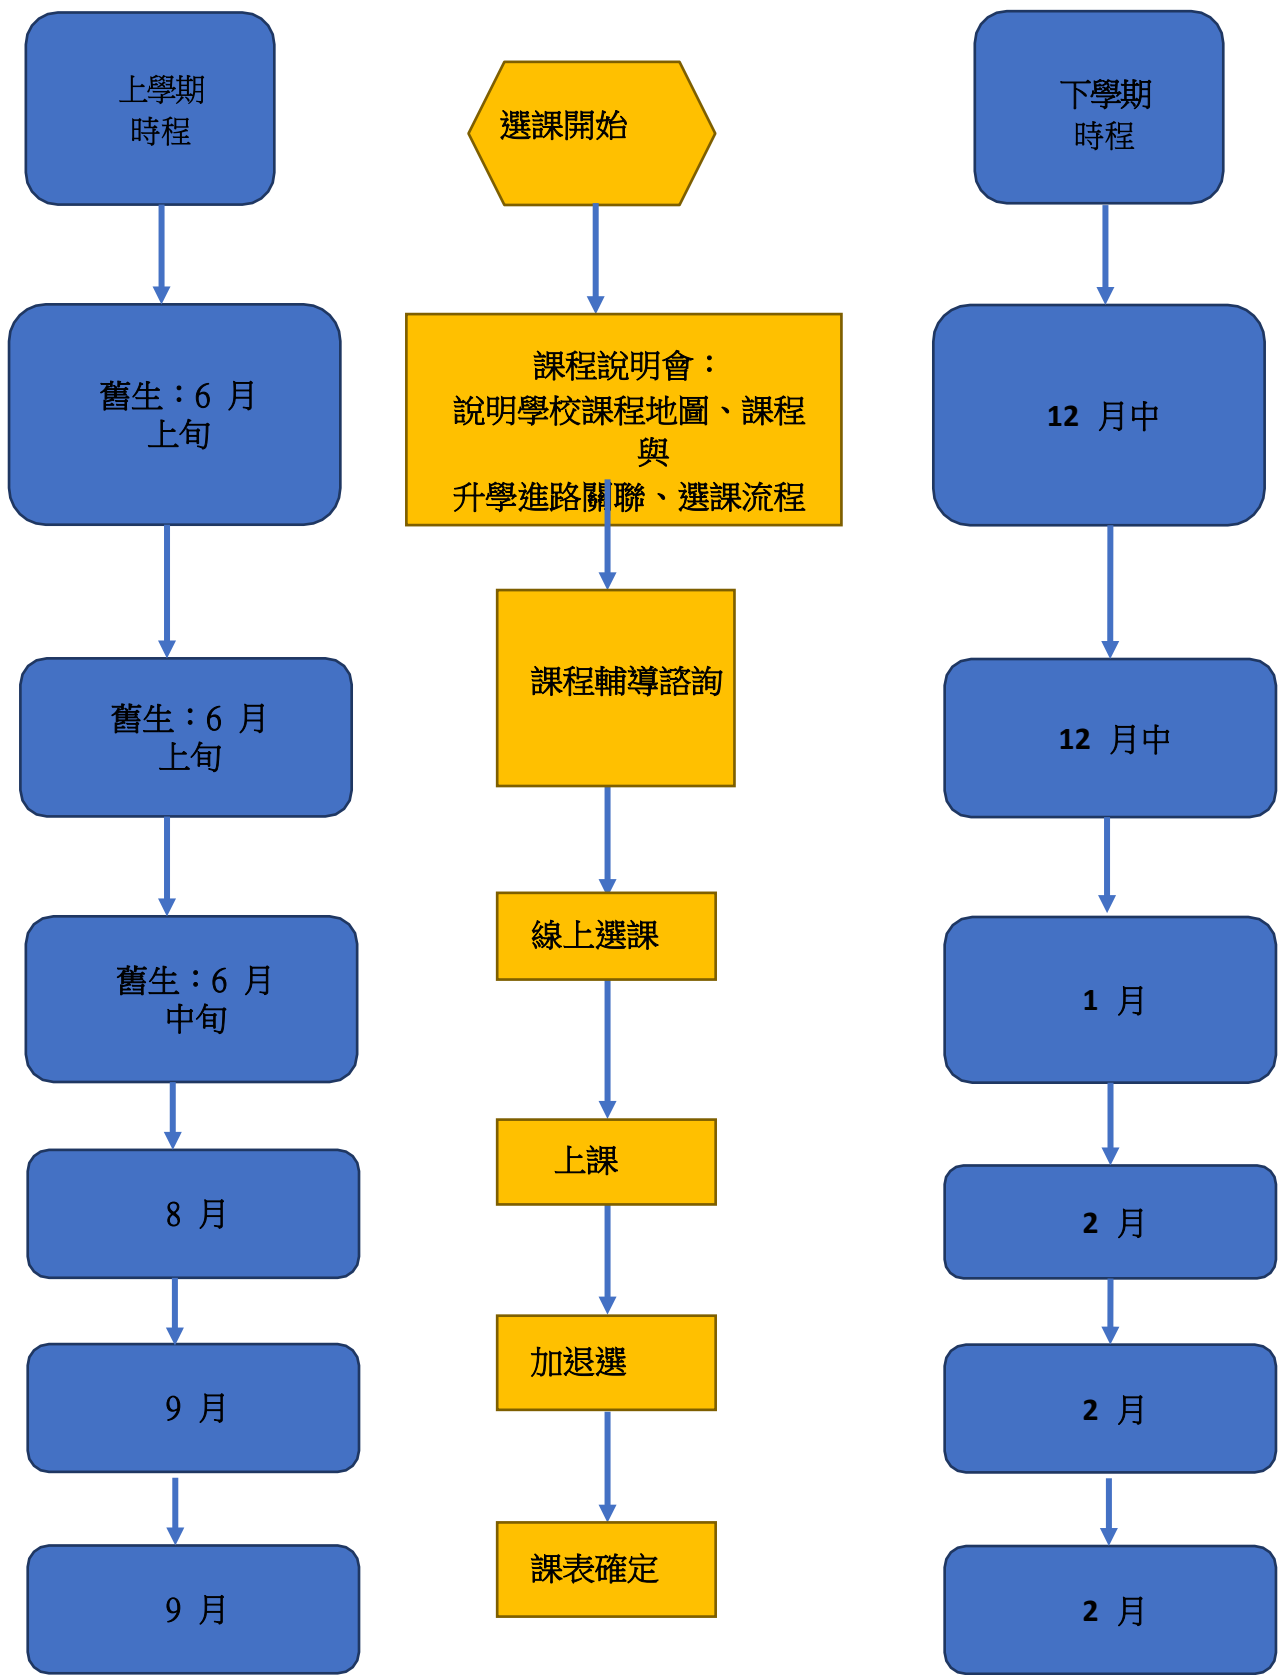 上學期
時程
選課開始
下學期
時程
舊生：6 月
上旬
課程說明會：
說明學校課程地圖、課程
與
升學進路關聯、選課流程
12 月中
舊生：6 月
上旬
課程輔導諮詢
12 月中
舊生：6 月
中旬
線上選課
1 月
8 月
上課
2 月
9 月
加退選
2 月
9 月
課表確定
2 月